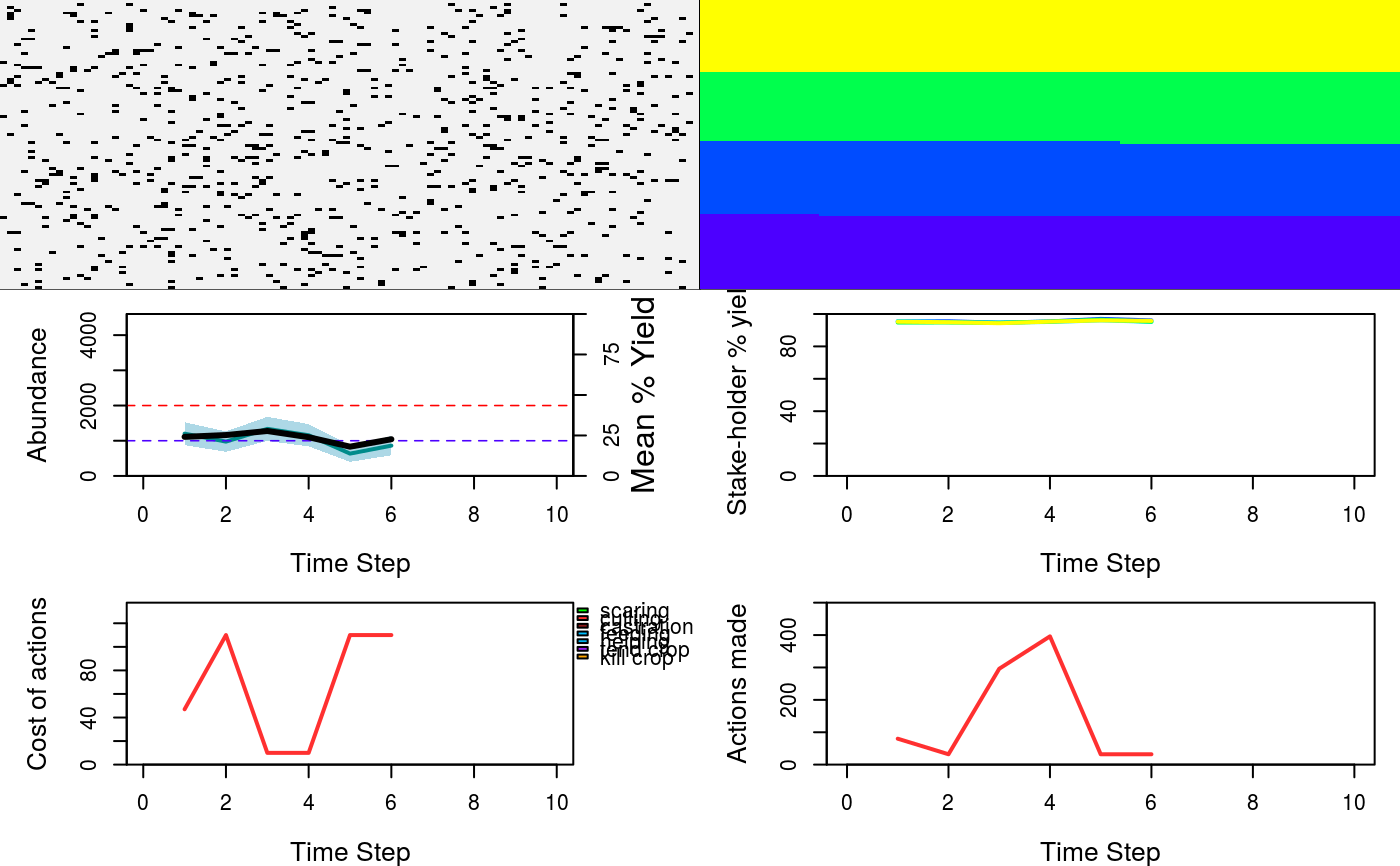 Abundance
4000
2000
0
0 2 4 6 8 10
Time Step
75
25
0
Mean % Yield
Stake-holder % yiel
80
40
0
0 2 4 6 8 10
Time Step
Cost of actions
80
40
0
0 2 4 6 8 10
Time Step
scaring
culling
castration
feeding
helping
tend crop
kill crop
Actions made
400
200
0
0 2 4 6 8 10
Time Step